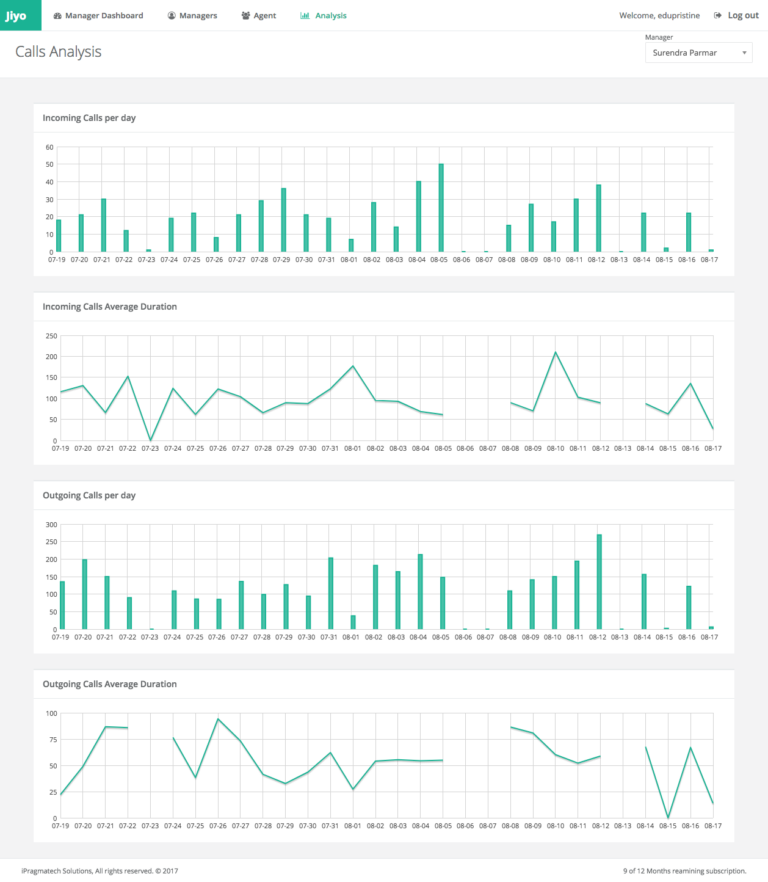 Jiyo Manager Dashboard Managers Agent Analysis Welcome, edupristine Log out
Manager
Calls Analysis
Surendra Parmar
Incoming Calls per day
60
50
40
30
20
10
0
07-19 07-20 07-21 07-22 07-23 07-24 07-25 07-26 07-27 07-28 07-29 07-30 07-31 08-01 08-02 08-03 08-04 08-05 08-06 08-07 08-08 08-09 08-10 08-11 08-12 08-13 08-14 08-15 08-16 08-17
Incoming Calls Average Duration
250
200
150
100
50
0
07-19 07-20 07-21 07-22 07-23 07-24 07-25 07-26 07-27 07-28 07-29 07-30 07-31 08-01 08-02 08-03 08-04 08-05 08-06 08-07 08-08 08-09 08-10 08-11 08-12 08-13 08-14 08-15 08-16 08-17
Outgoing Calls per day
300
250
200
150
100
50
0
07-19 07-20 07-21 07-22 07-23 07-24 07-25 07-26 07-27 07-28 07-29 07-30 07-31 08-01 08-02 08-03 08-04 08-05 08-06 08-07 08-08 08-09 08-10 08-11 08-12 08-13 08-14 08-15 08-16 08-17
Outgoing Calls Average Duration
100
75
50
25
0
07-19 07-20 07-21 07-22 07-23 07-24 07-25 07-26 07-27 07-28 07-29 07-30 07-31 08-01 08-02 08-03 08-04 08-05 08-06 08-07 08-08 08-09 08-10 08-11 08-12 08-13 08-14 08-15 08-16 08-17
iPragmatech Solutions, All rights reserved. © 2017 9 of 12 Months reamining subscription.